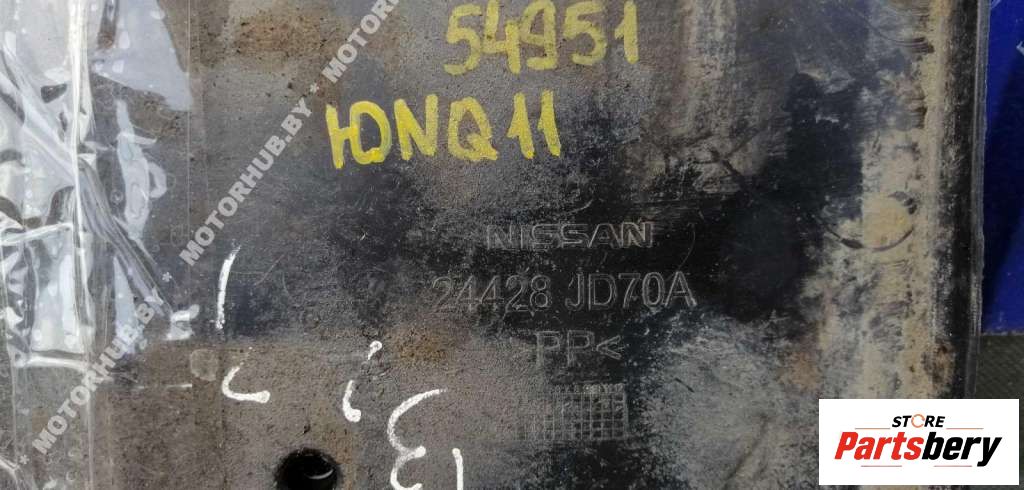 54951
ЮNQ11
NISSAN
24428 JD70A
PP<
MOTORHUB.BY * MOTORHUB.BY * MOTORHUB.BY
STORE
Partsbery